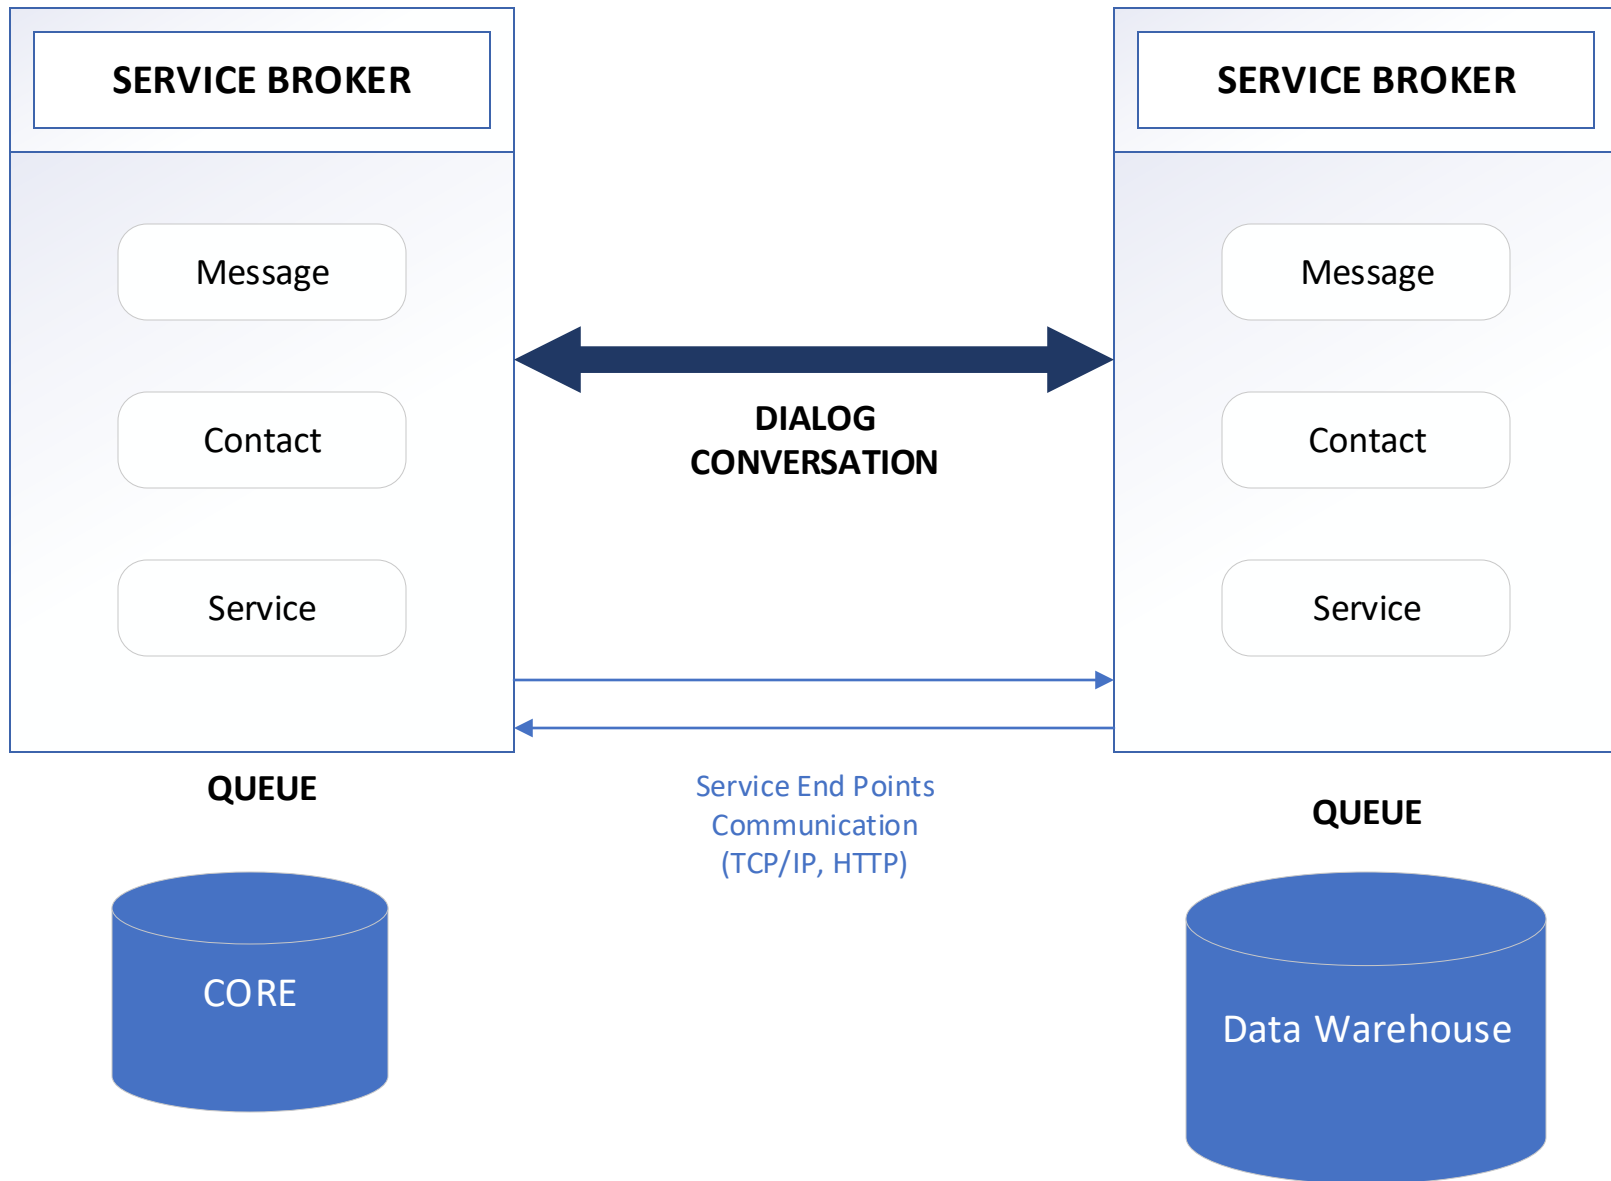 SERVICE BROKER
Message
Contact
Service
QUEUE
CORE
DIALOG
CONVERSATION
Service End Points
Communication
(TCP/IP, HTTP)
SERVICE BROKER
Message
Contact
Service
QUEUE
Data Warehouse